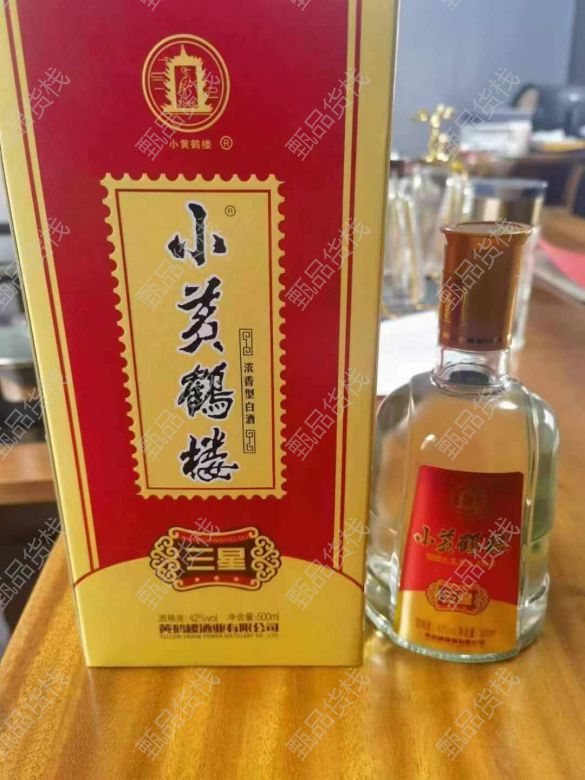 小黄鹤楼®
小黄鹤楼®
浓香型白酒
三星
酒精度：42%vol 净含量：500ml
黄鹤楼酒业有限公司
YELLOW CRANE TOWER DISTILLERY CO., LTD.
小黄鹤楼
甄品货栈